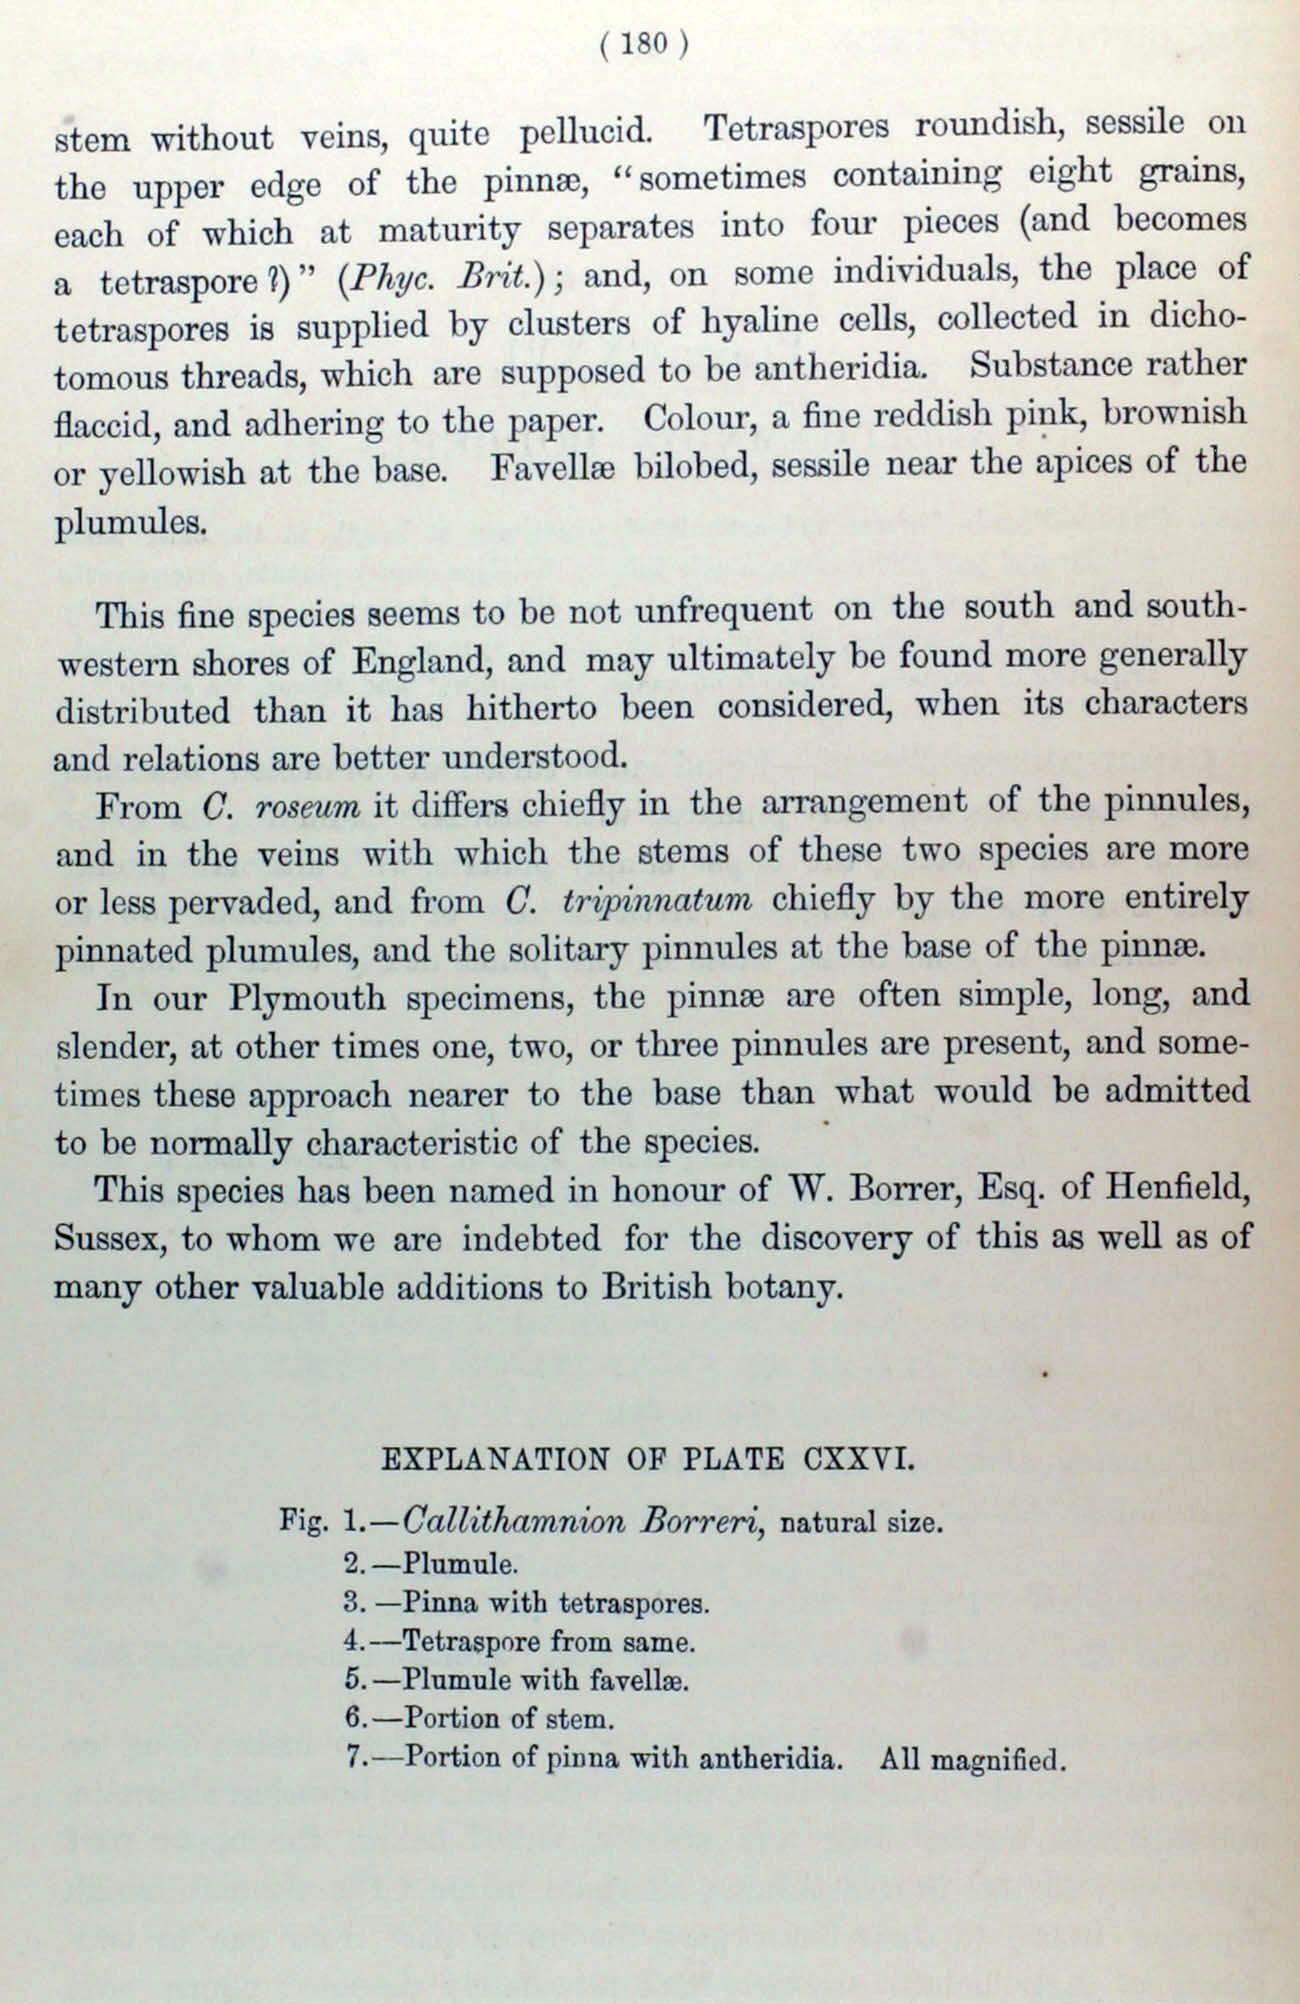 ( 180 )
stem without veins, quite pellucid. Tetraspores roundish, sessile on
the upper edge of the pinnæ, “sometimes containing eight grains,
each of which at maturity separates into four pieces (and becomes
a tetraspore?)” (Phyc. Brit.); and, on some individuals, the place of
tetraspores is supplied by clusters of hyaline cells, collected in dicho-
tomous threads, which are supposed to be antheridia. Substance rather
flaccid, and adhering to the paper. Colour, a fine reddish pink, brownish
or yellowish at the base. Favellæ bilobed, sessile near the apices of the
plumules.
This fine species seems to be not unfrequent on the south and south-
western shores of England, and may ultimately be found more generally
distributed than it has hitherto been considered, when its characters
and relations are better understood.
From C. roseum it differs chiefly in the arrangement of the pinnules,
and in the veins with which the stems of these two species are more
or less pervaded, and from C. tripinnatum chiefly by the more entirely
pinnated plumules, and the solitary pinnules at the base of the pinnæ.
In our Plymouth specimens, the pinnæ are often simple, long, and
slender, at other times one, two, or three pinnules are present, and some-
times these approach nearer to the base than what would be admitted
to be normally characteristic of the species.
This species has been named in honour of W. Borrer, Esq. of Henfield,
Sussex, to whom we are indebted for the discovery of this as well as of
many other valuable additions to British botany.
EXPLANATION OF PLATE CXXVI.
Fig. 1.—Callithamnion Borreri, natural size.
2.—Plumule.
3.—Pinna with tetraspores.
4.—Tetraspore from same.
5.—Plumule with favellæ.
6.—Portion of stem.
7.—Portion of pinna with antheridia. All magnified.